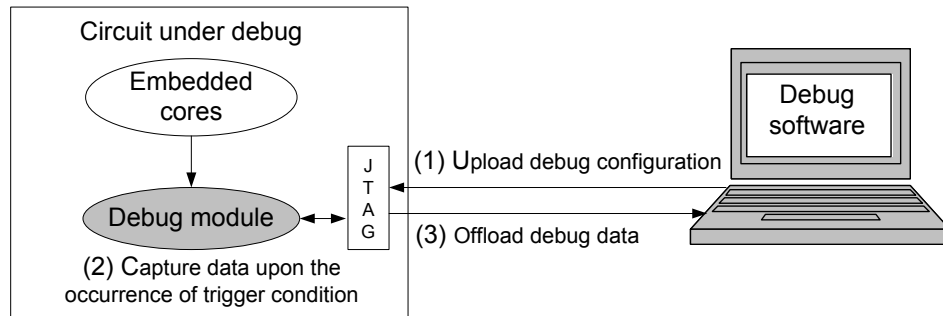 Circuit under debug
Embedded
cores
Debug module
(2) Capture data upon the
occurrence of trigger condition
J
T
A
G
(1) Upload debug configuration
(3) Offload debug data
Debug
software